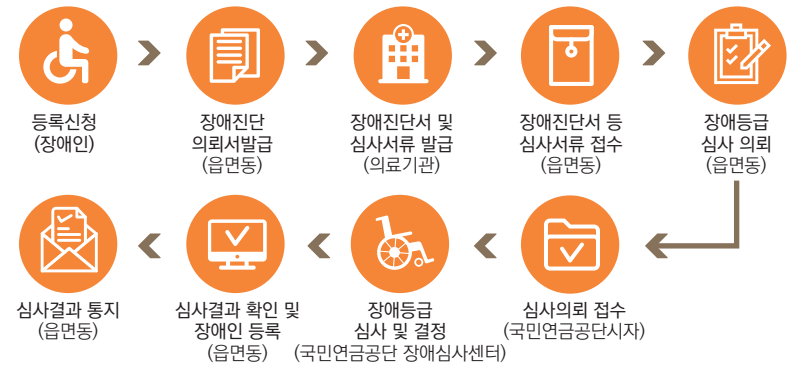 등록신청
(장애인)
장애진단
의뢰서발급
(읍면동)
장애진단서 및
심사서류 발급
(의료기관)
장애진단서 등
심사서류 접수
(읍면동)
장애등급
심사 의뢰
(읍면동)
심사의뢰 접수
(국민연금공단시자)
장애등급
심사 및 결정
(국민연금공단 장애심사센터)
심사결과 확인 및
장애인 등록
(읍면동)
심사결과 통지
(읍면동)